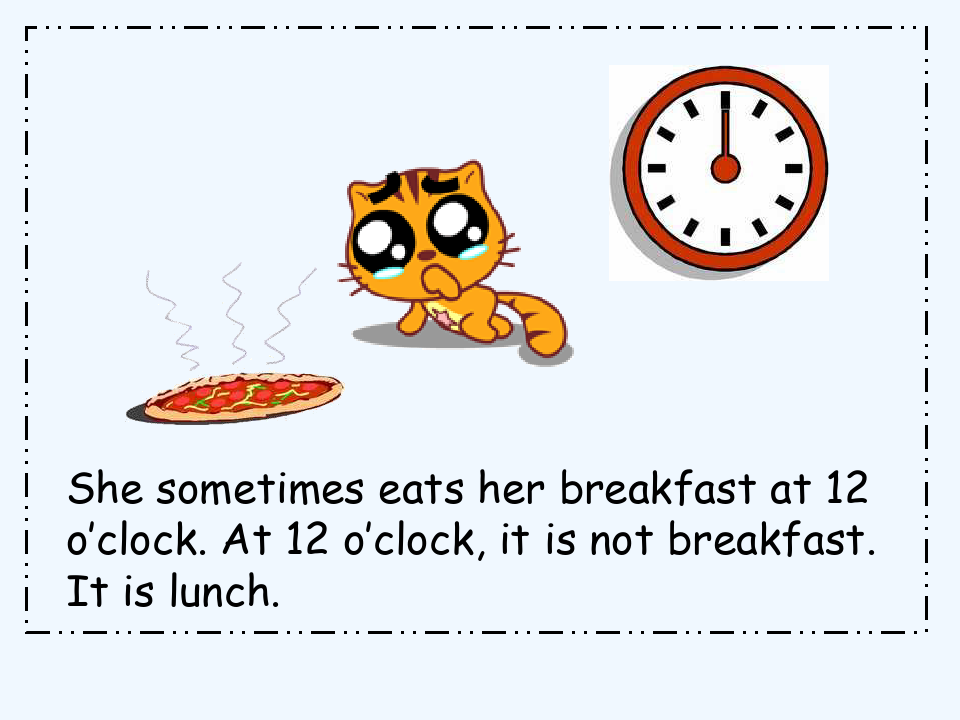 She sometimes eats her breakfast at 12
o’clock. At 12 o’clock, it is not breakfast.
It is lunch.